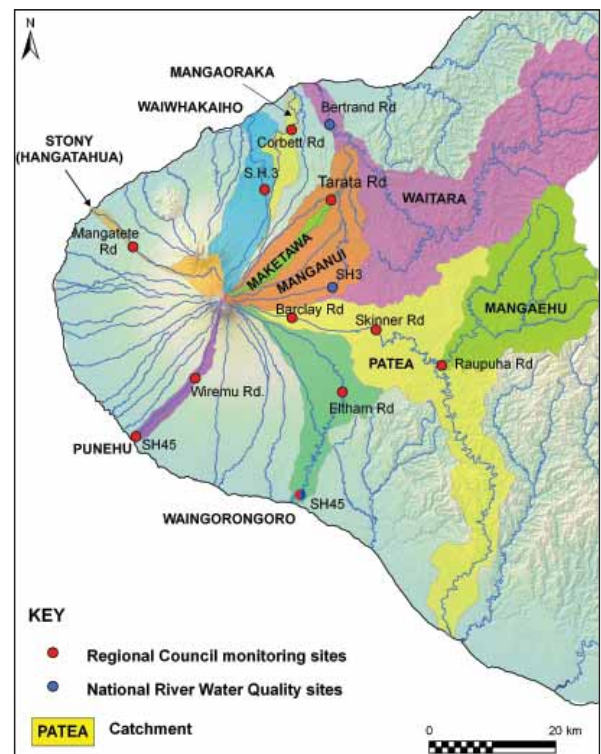 N
MANGAORAKA
WAIWHAKAIHO
Bertrand Rd
Corbett Rd
STONY
(HANGATAHUA)
S.H.3
Tarata Rd
WAITARA
Mangatete
Rd
MAKETAWA
MANGANUI
SH3
MANGAEHU
Barclay Rd
Skinner Rd
PATEA
Raupuha Rd
Wiremu Rd.
Eltham Rd
PUNEHU
SH45
WAINGORONGORO
SH45
KEY
Regional Council monitoring sites
National River Water Quality sites
PATEA Catchment
0 20 km